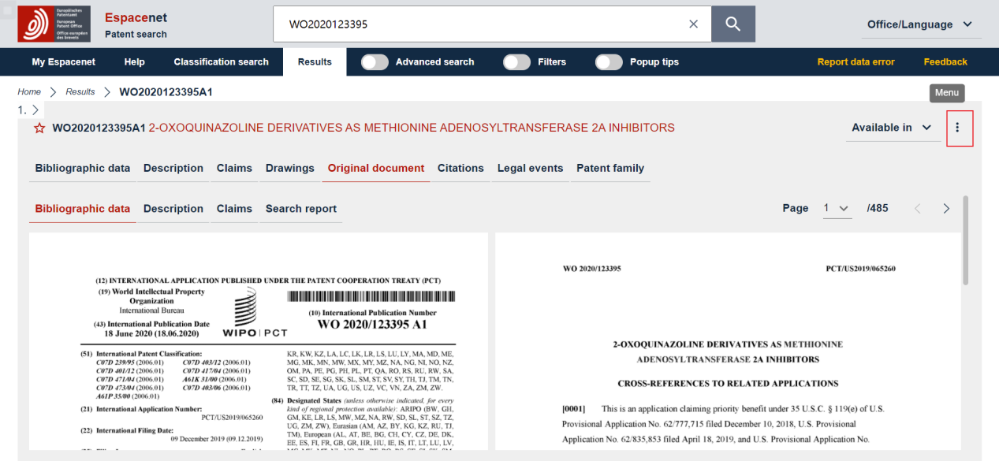 Europäisches
Patentamt
European
Patent Office
Office européen
des brevets
Espacenet
Patent search
WO2020123395
Office/Language
My Espacenet Help Classification search Results Advanced search Filters Popup tips Report data error Feedback
Home Results WO2020123395A1
Menu
1.
WO2020123395A1 2-OXOQUINAZOLINE DERIVATIVES AS METHIONINE ADENOSYLTRANSFERASE 2A INHIBITORS
Available in
Bibliographic data Description Claims Drawings Original document Citations Legal events Patent family
Bibliographic data Description Claims Search report
Page 1 /485
(12) INTERNATIONAL APPLICATION PUBLISHED UNDER THE PATENT COOPERATION TREATY (PCT)
(19) World Intellectual Property
Organization
International Bureau
(43) International Publication Date
18 June 2020 (18.06.2020)
WIPO | PCT
(10) International Publication Number
WO 2020/123395 A1
(51) International Patent Classification:
C07D 239/95 (2006.01) C07D 403/12 (2006.01)
C07D 401/12 (2006.01) C07D 417/04 (2006.01)
C07D 471/04 (2006.01) A61K 31/00 (2006.01)
C07D 473/04 (2006.01) C07D 403/06 (2006.01)
A61P 35/00 (2006.01)
(21) International Application Number:
PCT/US2019/065260
(22) International Filing Date:
09 December 2019 (09.12.2019)
KR, KW, KZ, LA, LC, LK, LR, LS, LU, LY, MA, MD, ME,
MG, MK, MN, MW, MX, MY, MZ, NA, NG, NI, NO, NZ,
OM, PA, PE, PG, PH, PL, PT, QA, RO, RS, RU, RW, SA,
SC, SD, SE, SG, SK, SL, SM, ST, SV, SY, TH, TJ, TM, TN,
TR, TT, TZ, UA, UG, US, UZ, VC, VN, ZA, ZM, ZW.
(84) Designated States (unless otherwise indicated, for every
kind of regional protection available): ARIPO (BW, GH,
GM, KE, LR, LS, MW, MZ, NA, RW, SD, SL, ST, SZ, TZ,
UG, ZM, ZW), Eurasian (AM, AZ, BY, KG, KZ, RU, TJ,
TM), European (AL, AT, BE, BG, CH, CY, CZ, DE, DK,
EE, ES, FI, FR, GB, GR, HR, HU, IE, IS, IT, LT, LU, LV,
WO 2020/123395 PCT/US2019/065260
2-OXOQUINAZOLINE DERIVATIVES AS METHIONINE
ADENOSYLTRANSFERASE 2A INHIBITORS
CROSS-REFERENCES TO RELATED APPLICATIONS
[0001] This is an application claiming priority benefit under 35 U.S.C. § 119(e) of U.S.
Provisional Application No. 62/777,715 filed December 10, 2018, U.S. Provisional
Application No. 62/835,853 filed April 18, 2019, and U.S. Provisional Application No.